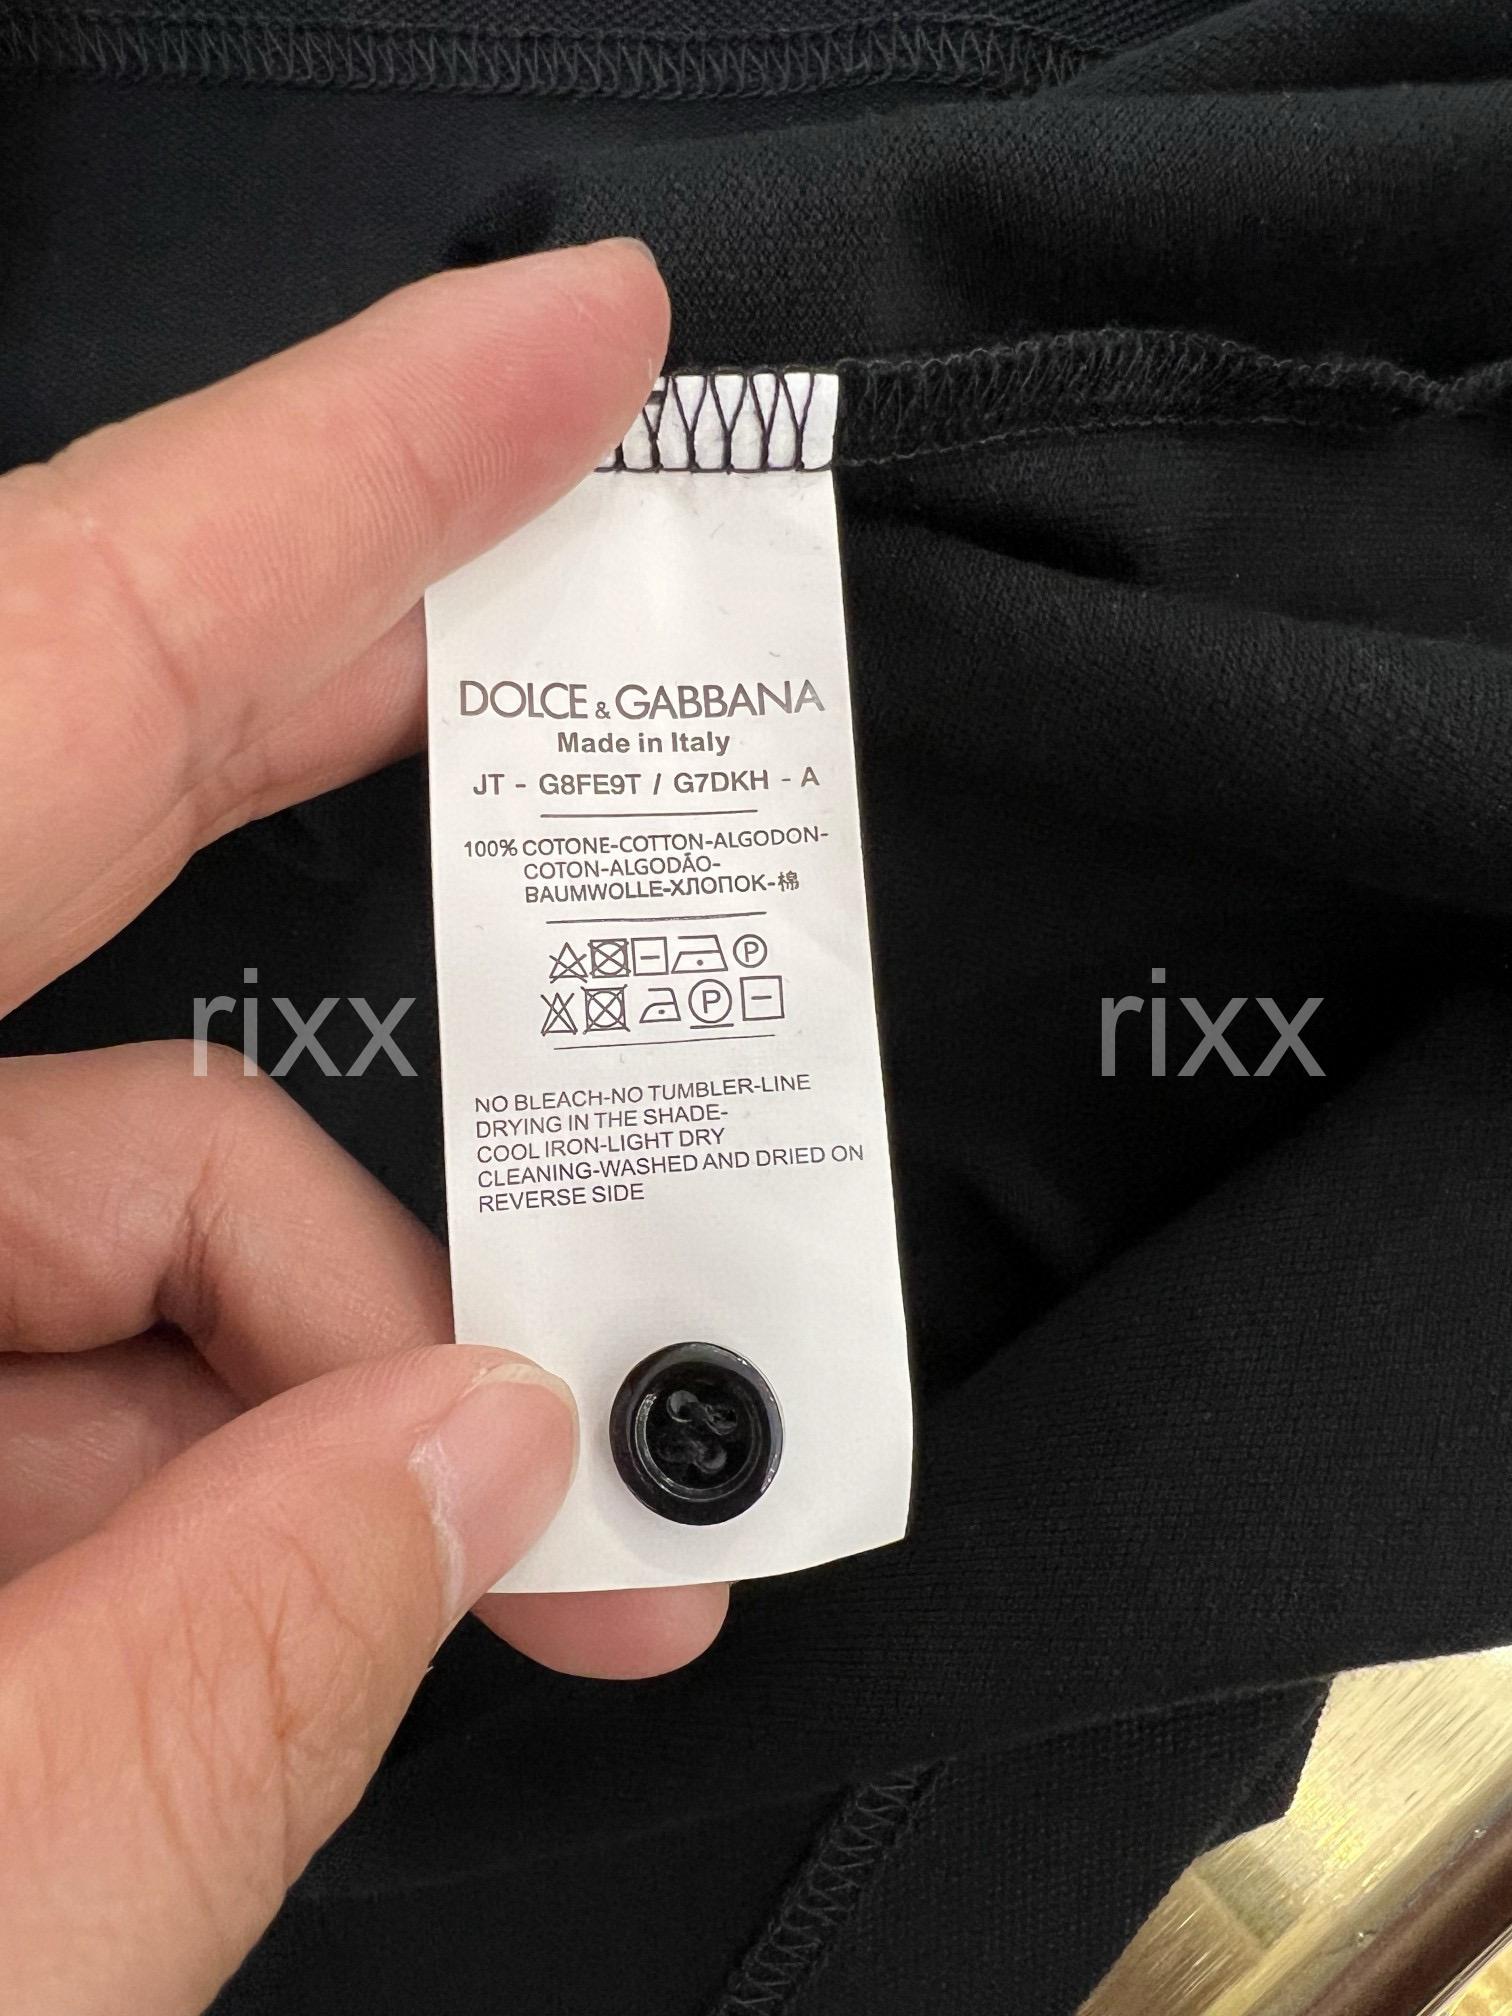 DOLCE & GABBANA
Made in Italy
JT - G8FE9T / G7DKH - A
100% COTONE-COTTON-ALGODON-
COTON-ALGODÃO-
BAUMWOLLE-ХЛОПОК-棉
P
P
rixx rixx
NO BLEACH-NO TUMBLER-LINE
DRYING IN THE SHADE-
COOL IRON-LIGHT DRY
CLEANING-WASHED AND DRIED ON
REVERSE SIDE